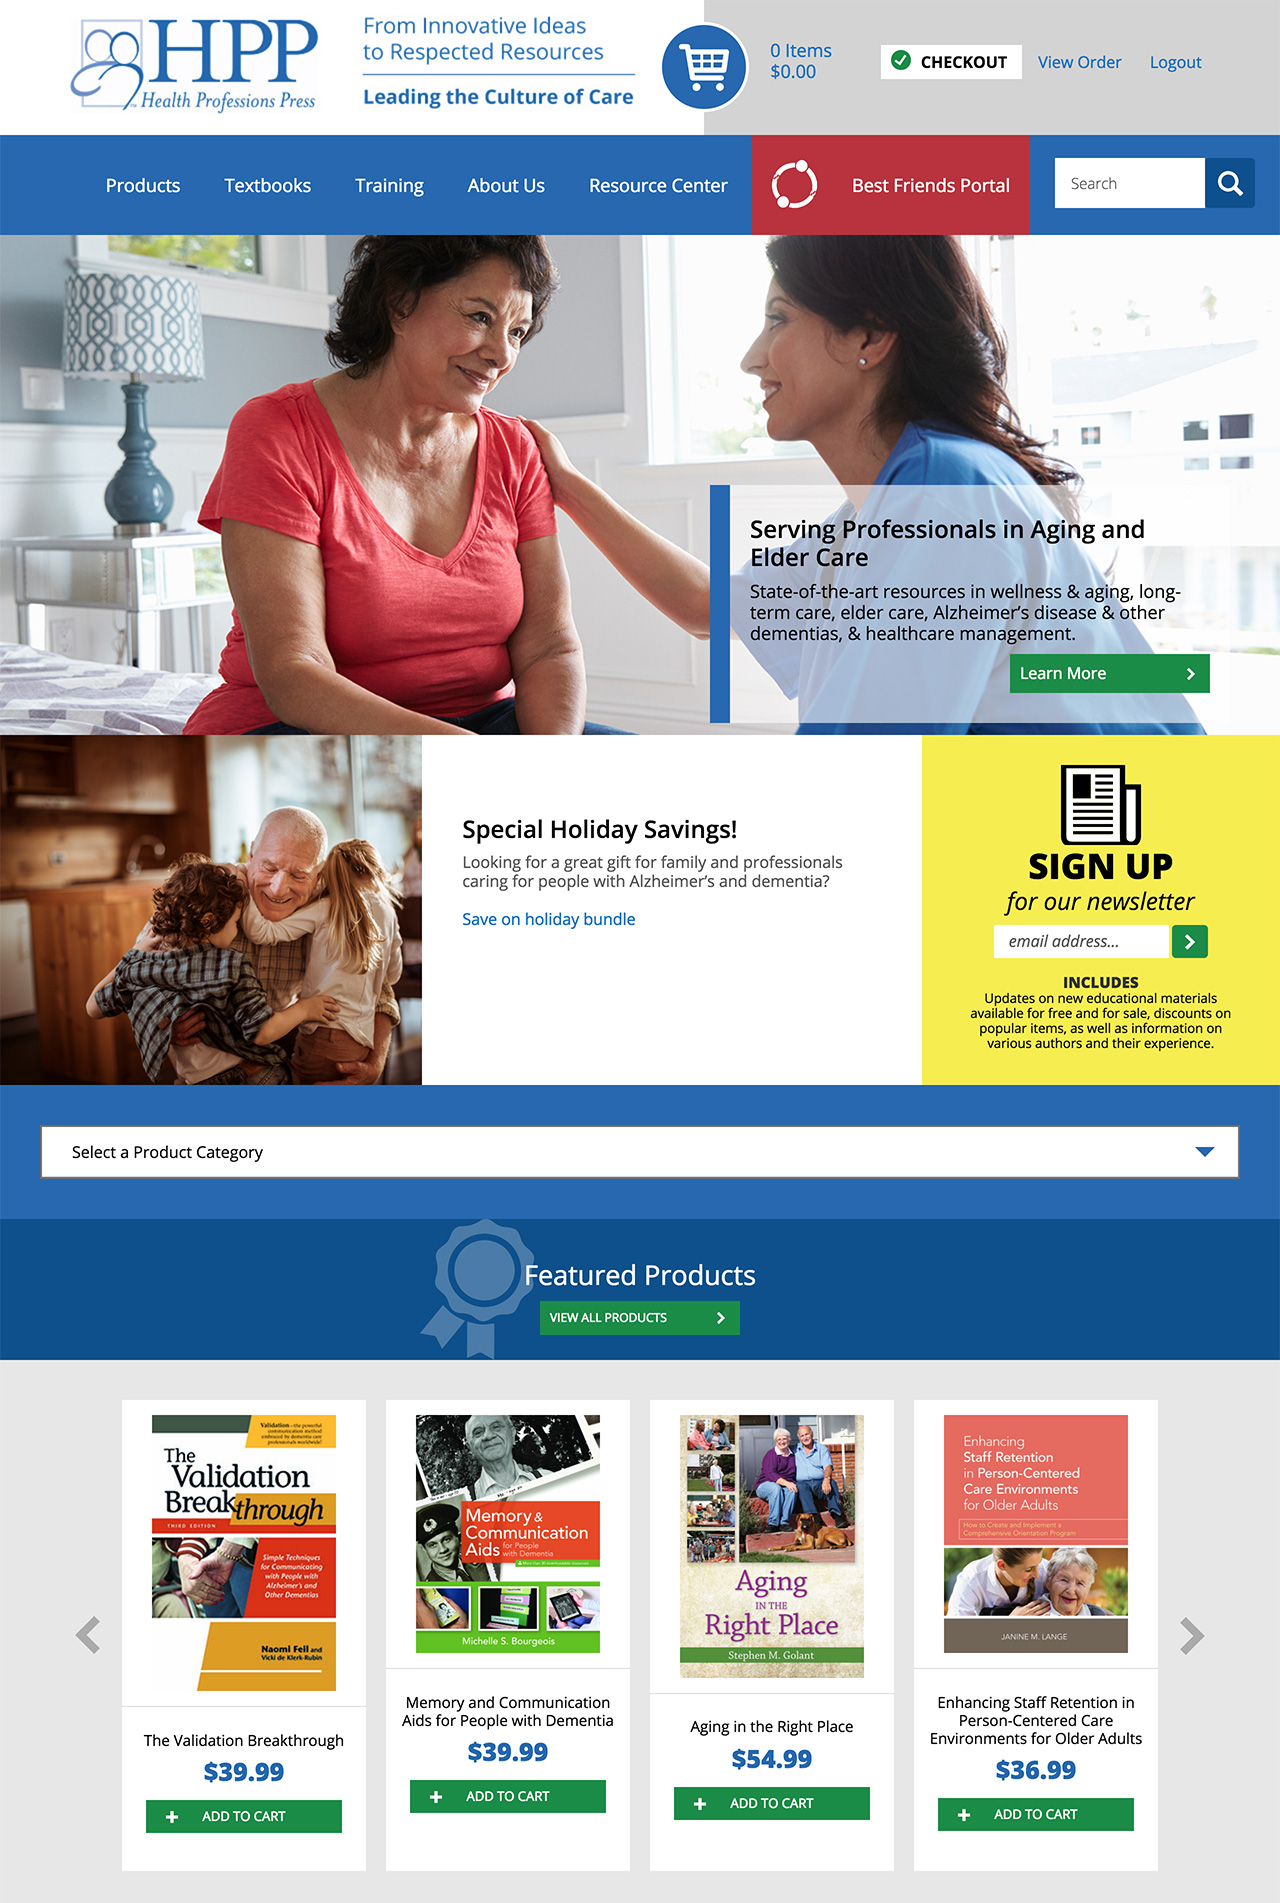 HPP
Health Professions Press
From Innovative Ideas
to Respected Resources
Leading the Culture of Care
0 Items
$0.00
CHECKOUT
View Order
Logout
Products
Textbooks
Training
About Us
Resource Center
Best Friends Portal
Search
Serving Professionals in Aging and
Elder Care
State-of-the-art resources in wellness & aging, long-
term care, elder care, Alzheimer's disease & other
dementias, & healthcare management.
Learn More
Special Holiday Savings!
Looking for a great gift for family and professionals
caring for people with Alzheimer's and dementia?
Save on holiday bundle
SIGN UP
for our newsletter
email address...
INCLUDES
Updates on new educational materials
available for free and for sale, discounts on
popular items, as well as information on
various authors and their experience.
Select a Product Category
Featured Products
VIEW ALL PRODUCTS
Validation – the powerful
communication method
embraced by dementia care
professionals worldwide!
The
Validation
Breakthrough
THIRD EDITION
Simple Techniques
for Communicating
with People with
Alzheimer's and
Other Dementias
Naomi Feil and
Vicki de Klerk-Rubin
The Validation Breakthrough
$39.99
ADD TO CART
Memory &
Communication
Aids for People
with Dementia
Michelle S. Bourgeois
Memory and Communication
Aids for People with Dementia
$39.99
ADD TO CART
Aging
IN THE
Right Place
Stephen M. Golant
Aging in the Right Place
$54.99
ADD TO CART
Enhancing
Staff Retention
in Person-Centered
Care Environments
for Older Adults
How to Create and Implement a
Comprehensive Orientation Program
JANINE M. LANGE
Enhancing Staff Retention in
Person-Centered Care
Environments for Older Adults
$36.99
ADD TO CART